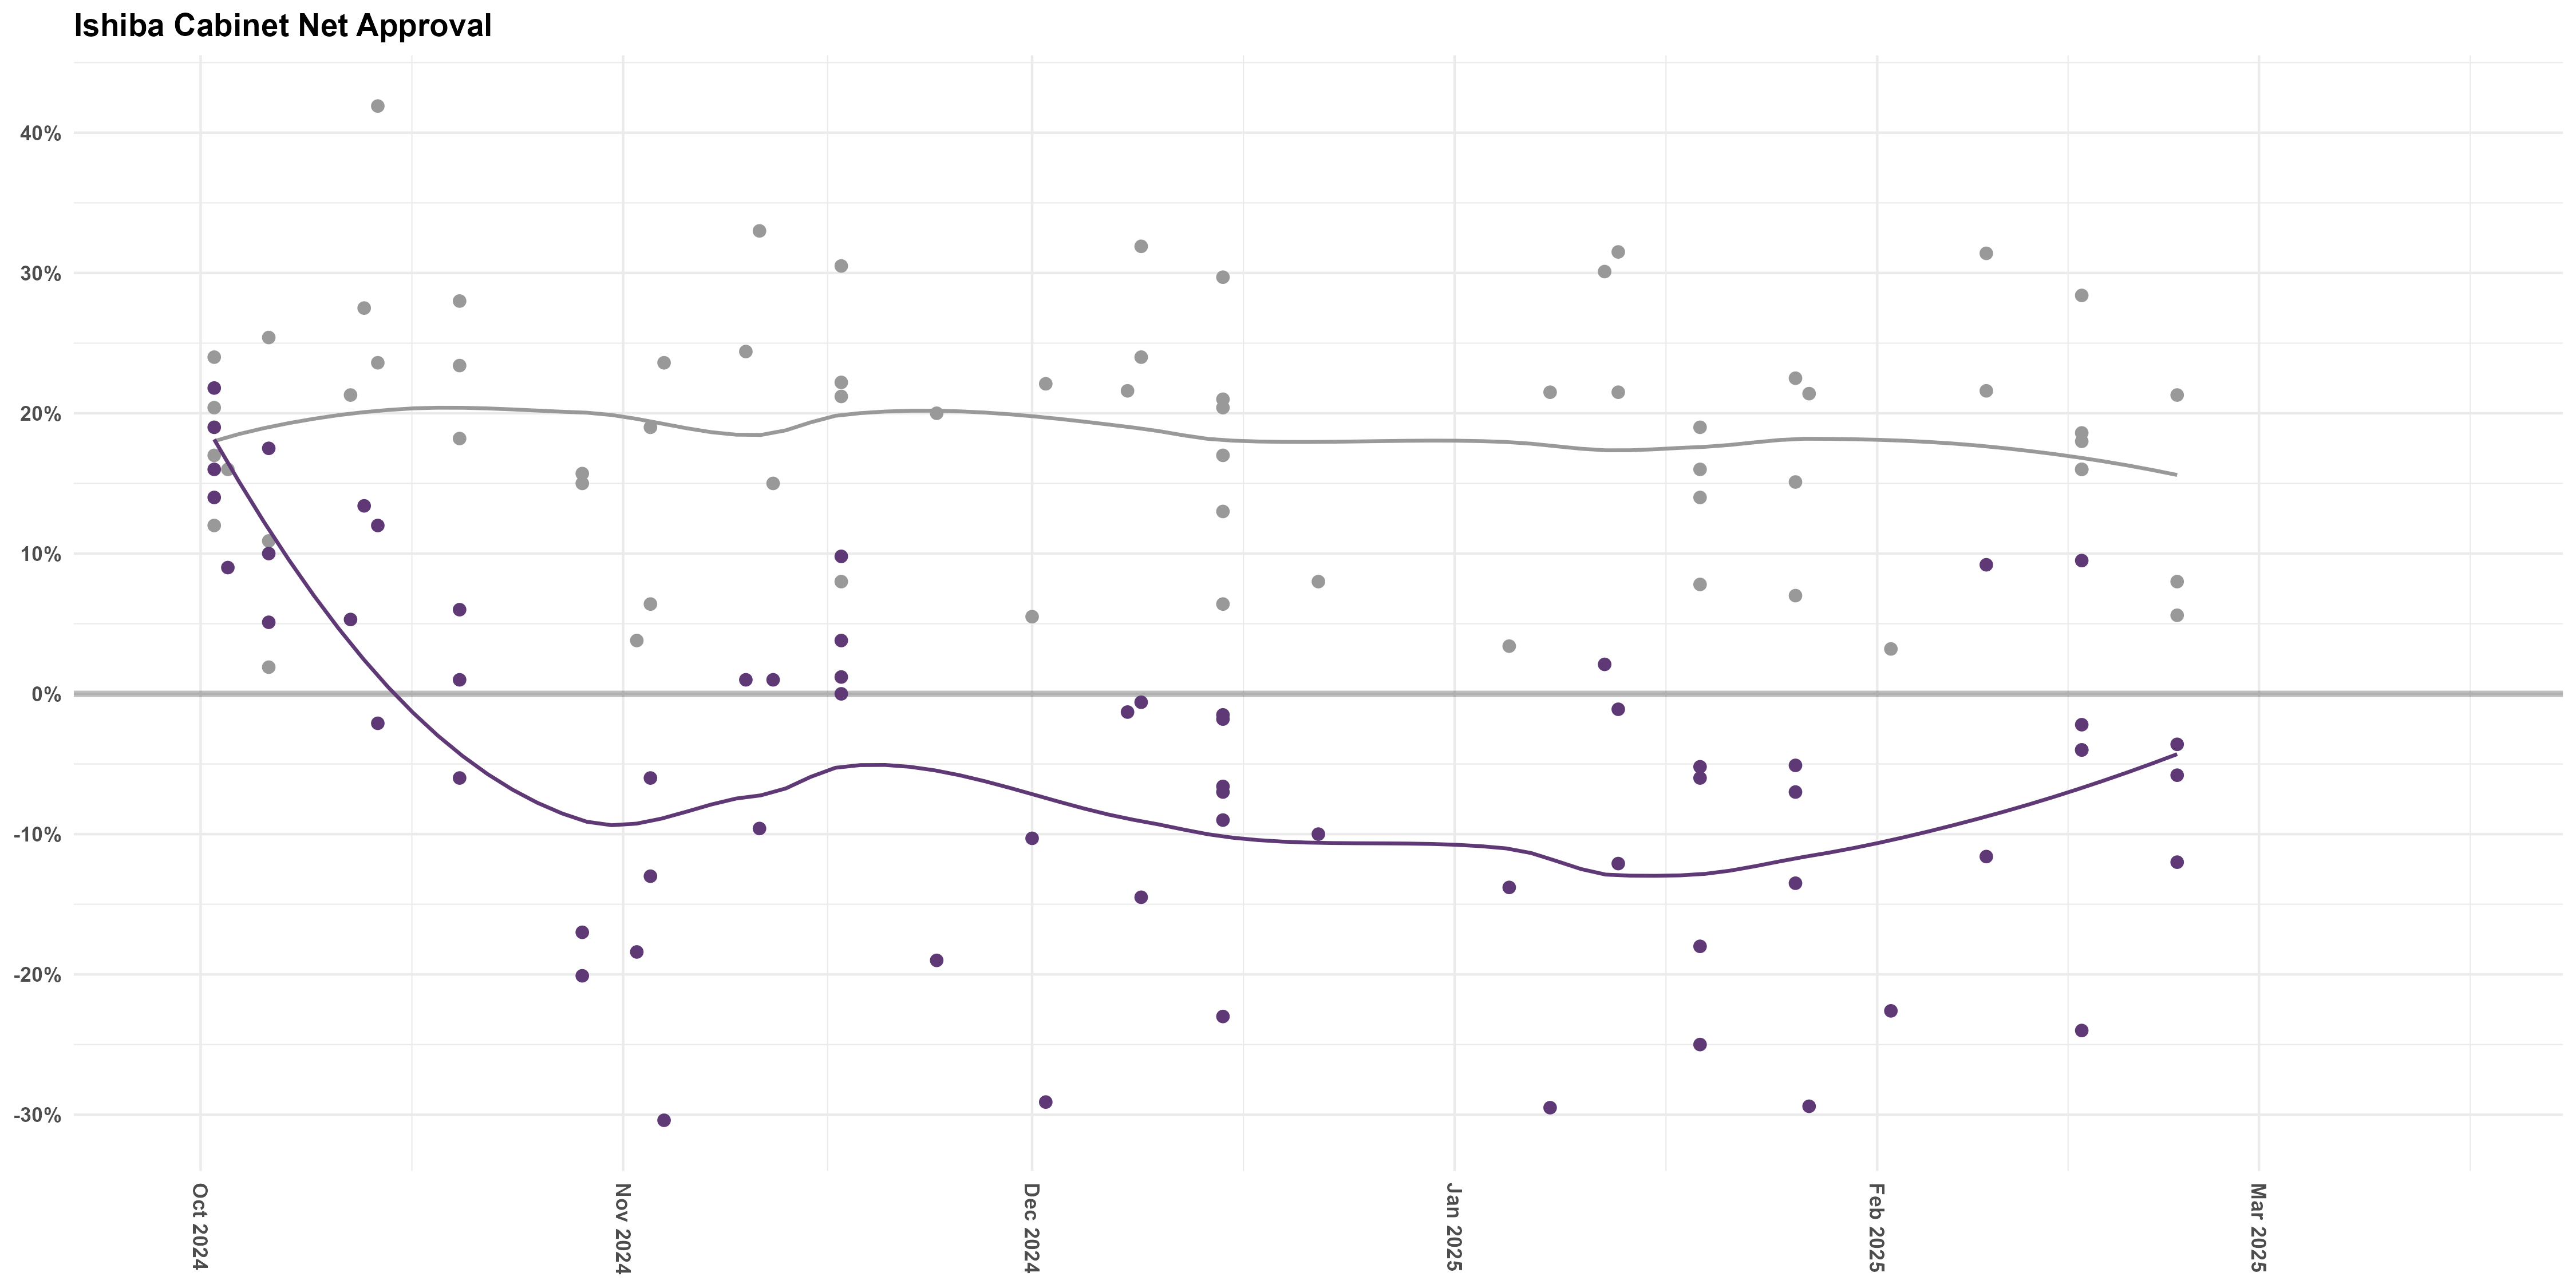 Ishiba Cabinet Net Approval
40%
30%
20%
10%
0%
-10%
-20%
-30%
Oct 2024
Nov 2024
Dec 2024
Jan 2025
Feb 2025
Mar 2025